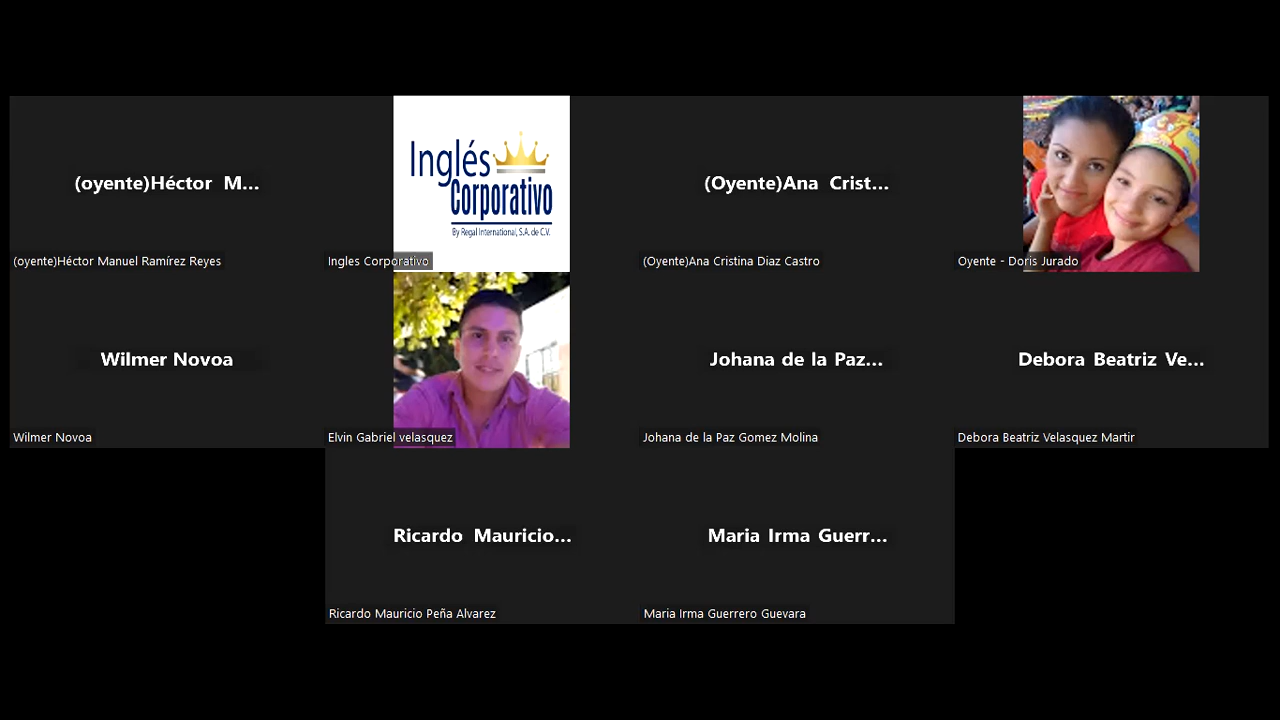 (oyente)Héctor M...
(oyente)Héctor Manuel Ramírez Reyes
Inglés
Corporativo
By Regal International, S.A. de C.V.
Ingles Corporativo
(Oyente)Ana Crist...
(Oyente)Ana Cristina Diaz Castro
Oyente - Doris Jurado
Wilmer Novoa
Wilmer Novoa
Elvin Gabriel velasquez
Johana de la Paz...
Johana de la Paz Gomez Molina
Debora Beatriz Ve...
Debora Beatriz Velasquez Martir
Ricardo Mauricio...
Ricardo Mauricio Peña Alvarez
Maria Irma Guerr...
Maria Irma Guerrero Guevara